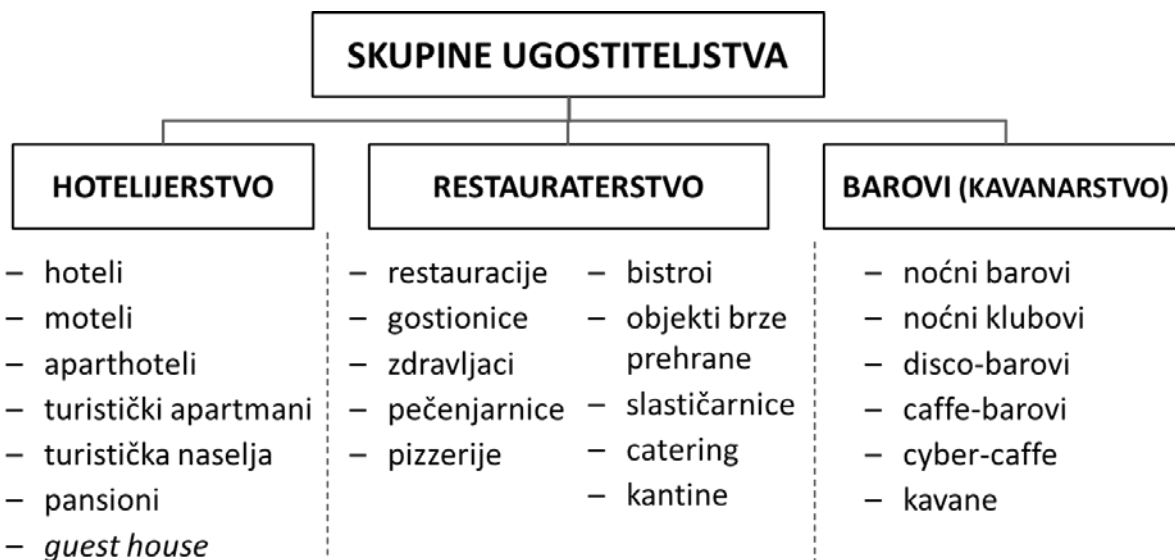 SKUPINE UGOSTITELJSTVA
HOTELIJERSTVO
– hoteli
– moteli
– aparthoteli
– turistički apartmani
– turistička naselja
– pansioni
– guest house
RESTAURATERSTVO
– restauracije
– gostionice
– zdravljaci
– pečenjarnice
– pizzerije
– bistroi
– objekti brze
prehrane
– slastičarnice
– catering
– kantine
BAROVI (KAVANARSTVO)
– noćni barovi
– noćni klubovi
– disco-barovi
– caffe-barovi
– cyber-caffe
– kavane